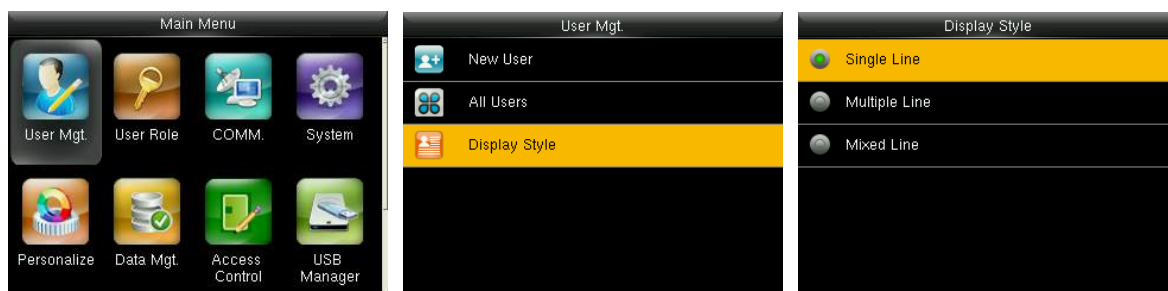 Main Menu
User Mgt.
User Role
COMM.
System
Personalize
Data Mgt.
Access
Control
USB
Manager
User Mgt.
New User
All Users
Display Style
Display Style
Single Line
Multiple Line
Mixed Line